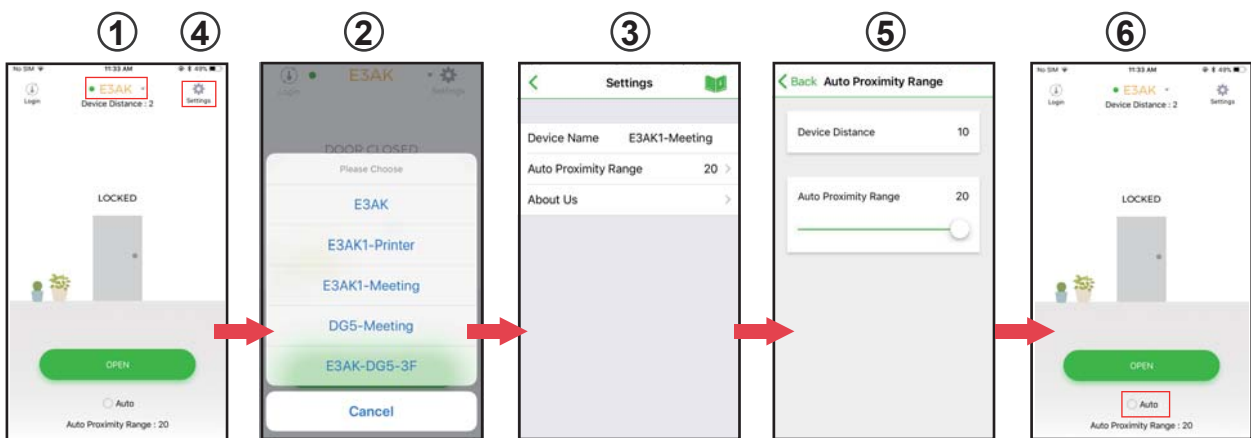 ① ④ ② ③ ⑤ ⑥
No SIM 11:33 AM 49%
Login E3AK Settings
Device Distance : 2
LOCKED
OPEN
Auto
Auto Proximity Range : 20
E3AK
Login Settings
DOOR CLOSED
Please Choose
E3AK
E3AK1-Printer
E3AK1-Meeting
DG5-Meeting
E3AK-DG5-3F
Cancel
Settings
Device Name E3AK1-Meeting
Auto Proximity Range 20 >
About Us >
Back Auto Proximity Range
Device Distance 10
Auto Proximity Range 20
No SIM 11:33 AM 49%
Login E3AK Settings
Device Distance : 2
LOCKED
OPEN
Auto
Auto Proximity Range : 20